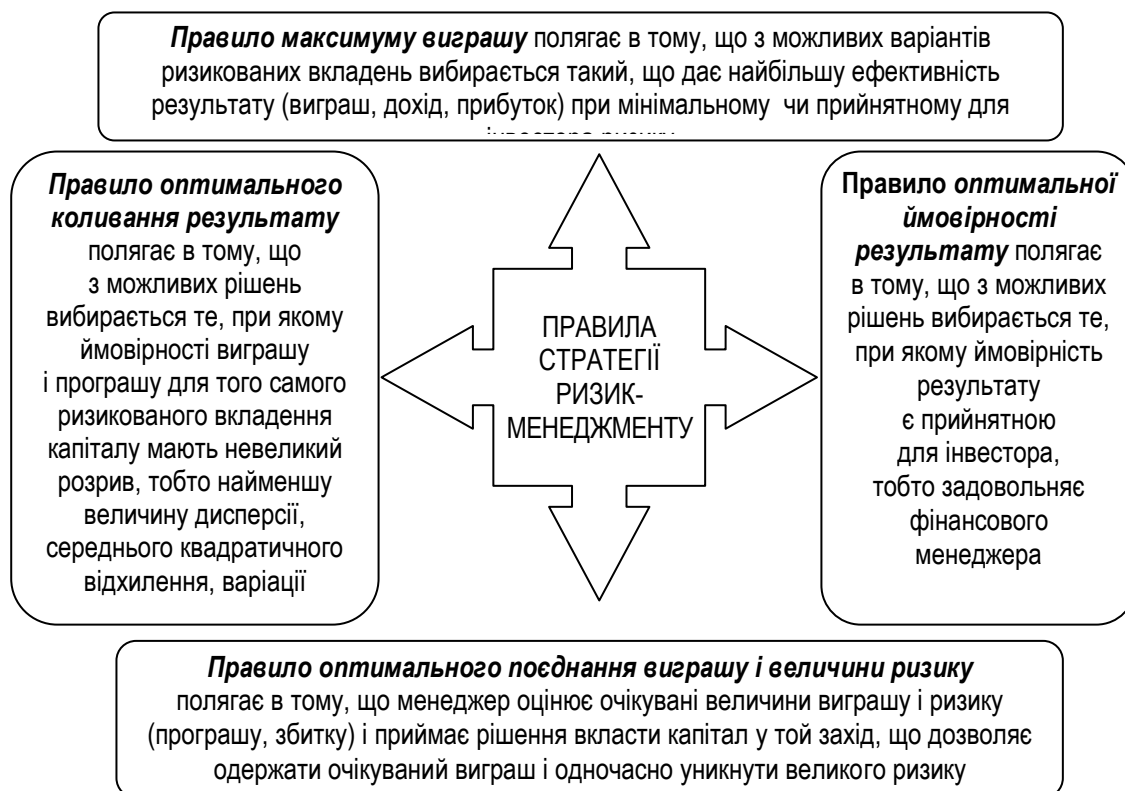 Правило максимуму виграшу полягає в тому, що з можливих варіантів
ризикованих вкладень вибирається такий, що дає найбільшу ефективність
результату (виграш, дохід, прибуток) при мінімальному чи прийнятному для
Правило оптимального
коливання результату
полягає в тому, що
з можливих рішень
вибирається те, при якому
ймовірності виграшу
і програшу для того самого
ризикованого вкладення
капіталу мають невеликий
розрив, тобто найменшу
величину дисперсії,
середнього квадратичного
відхилення, варіації
ПРАВИЛА
СТРАТЕГІЇ
РИЗИК-
МЕНЕДЖМЕНТУ
Правило оптимальної
ймовірності
результату полягає
в тому, що з можливих
рішень вибирається те,
при якому ймовірність
результату
є прийнятною
для інвестора,
тобто задовольняє
фінансового
менеджера
Правило оптимального поєднання виграшу і величини ризику
полягає в тому, що менеджер оцінює очікувані величини виграшу і ризику
(програшу, збитку) і приймає рішення вкласти капітал у той захід, що дозволяє
одержати очікуваний виграш і одночасно уникнути великого ризику